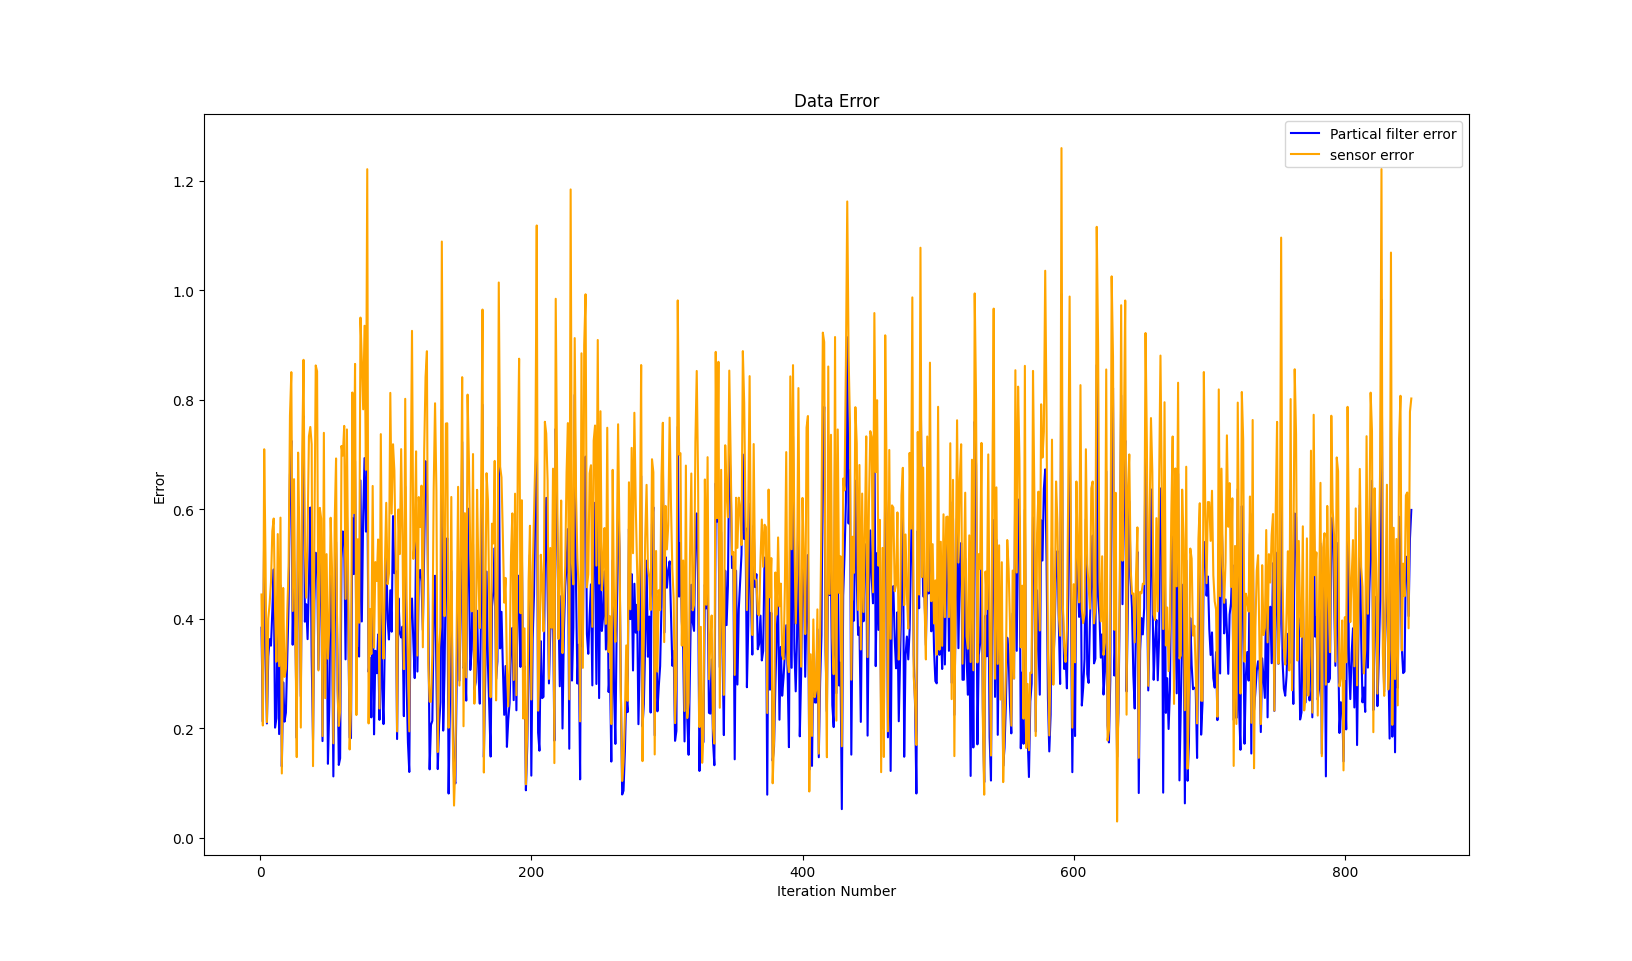 Data Error
Partical filter error
sensor error
1.2
1.0
0.8
0.6
0.4
0.2
0.0
Error
0 200 400 600 800
Iteration Number